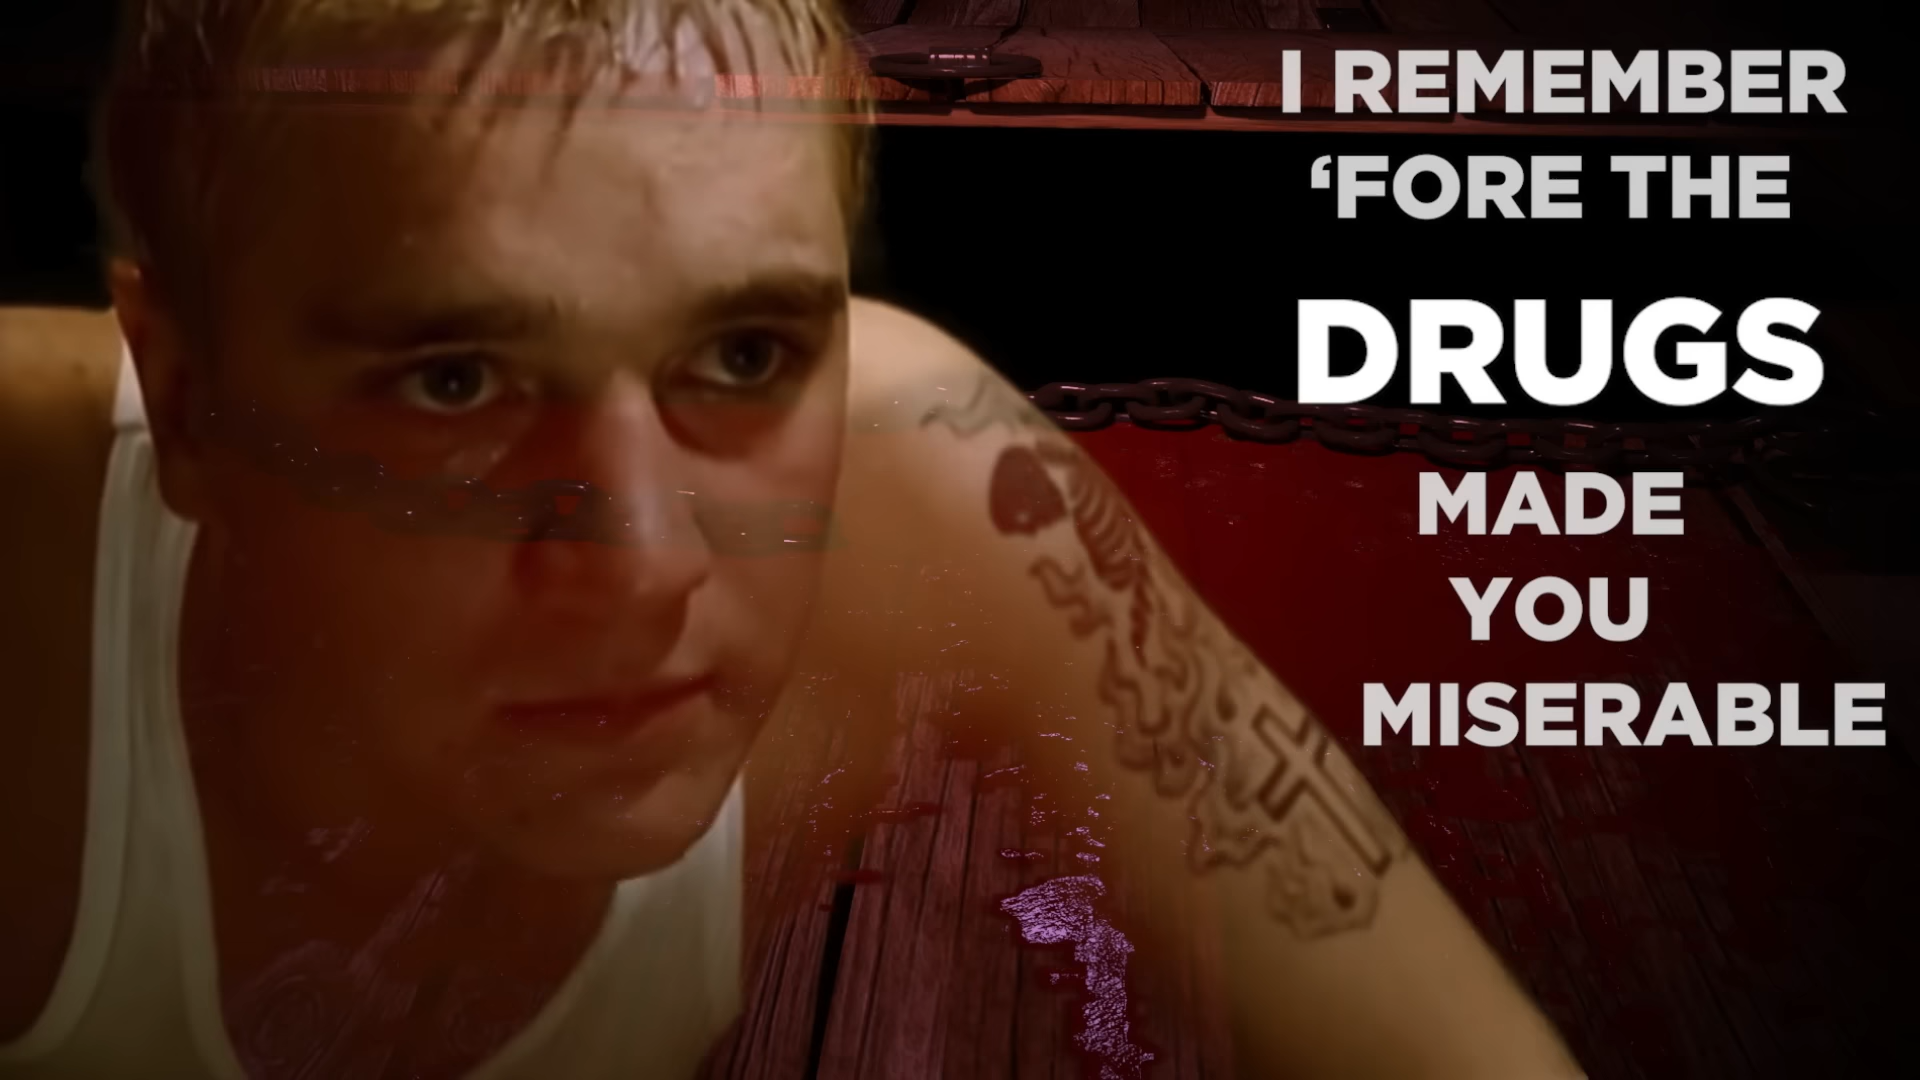 I REMEMBER
‘FORE THE
DRUGS
MADE
YOU
MISERABLE